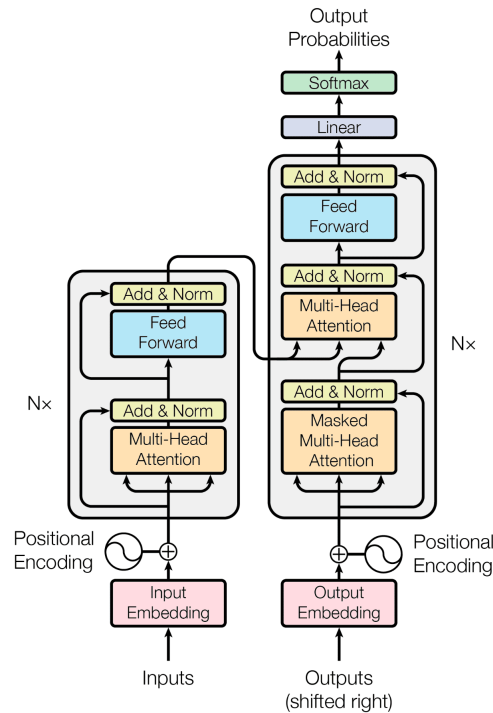 Output
Probabilities
Softmax
Linear
Add & Norm
Feed
Forward
Add & Norm
Multi-Head
Attention
Add & Norm
Masked
Multi-Head
Attention
N×
Add & Norm
Feed
Forward
Add & Norm
Multi-Head
Attention
N×
Positional
Encoding
Input
Embedding
Inputs
Positional
Encoding
Output
Embedding
Outputs
(shifted right)